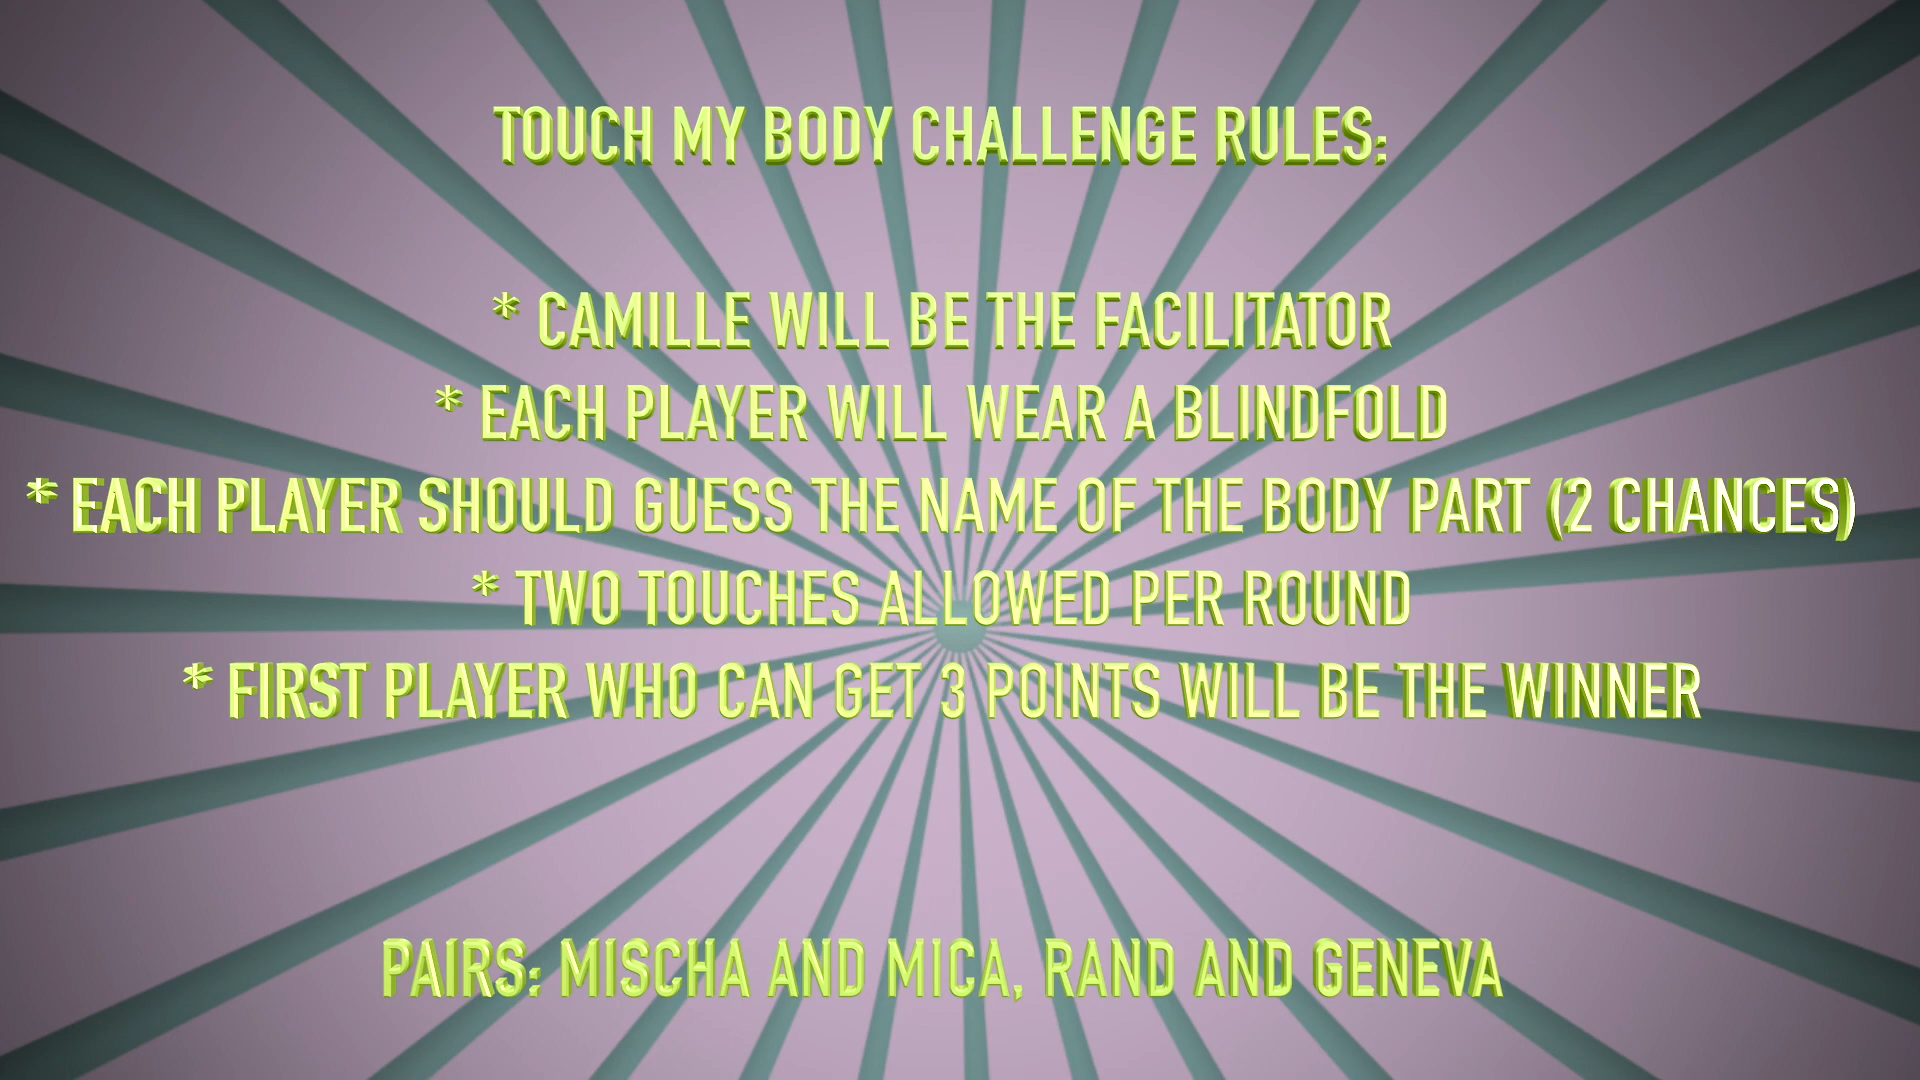 TOUCH MY BODY CHALLENGE RULES:
* CAMILLE WILL BE THE FACILITATOR
* EACH PLAYER WILL WEAR A BLINDFOLD
* EACH PLAYER SHOULD GUESS THE NAME OF THE BODY PART (2 CHANCES)
* TWO TOUCHES ALLOWED PER ROUND
* FIRST PLAYER WHO CAN GET 3 POINTS WILL BE THE WINNER
PAIRS: MISCHA AND MICA, RAND AND GENEVA